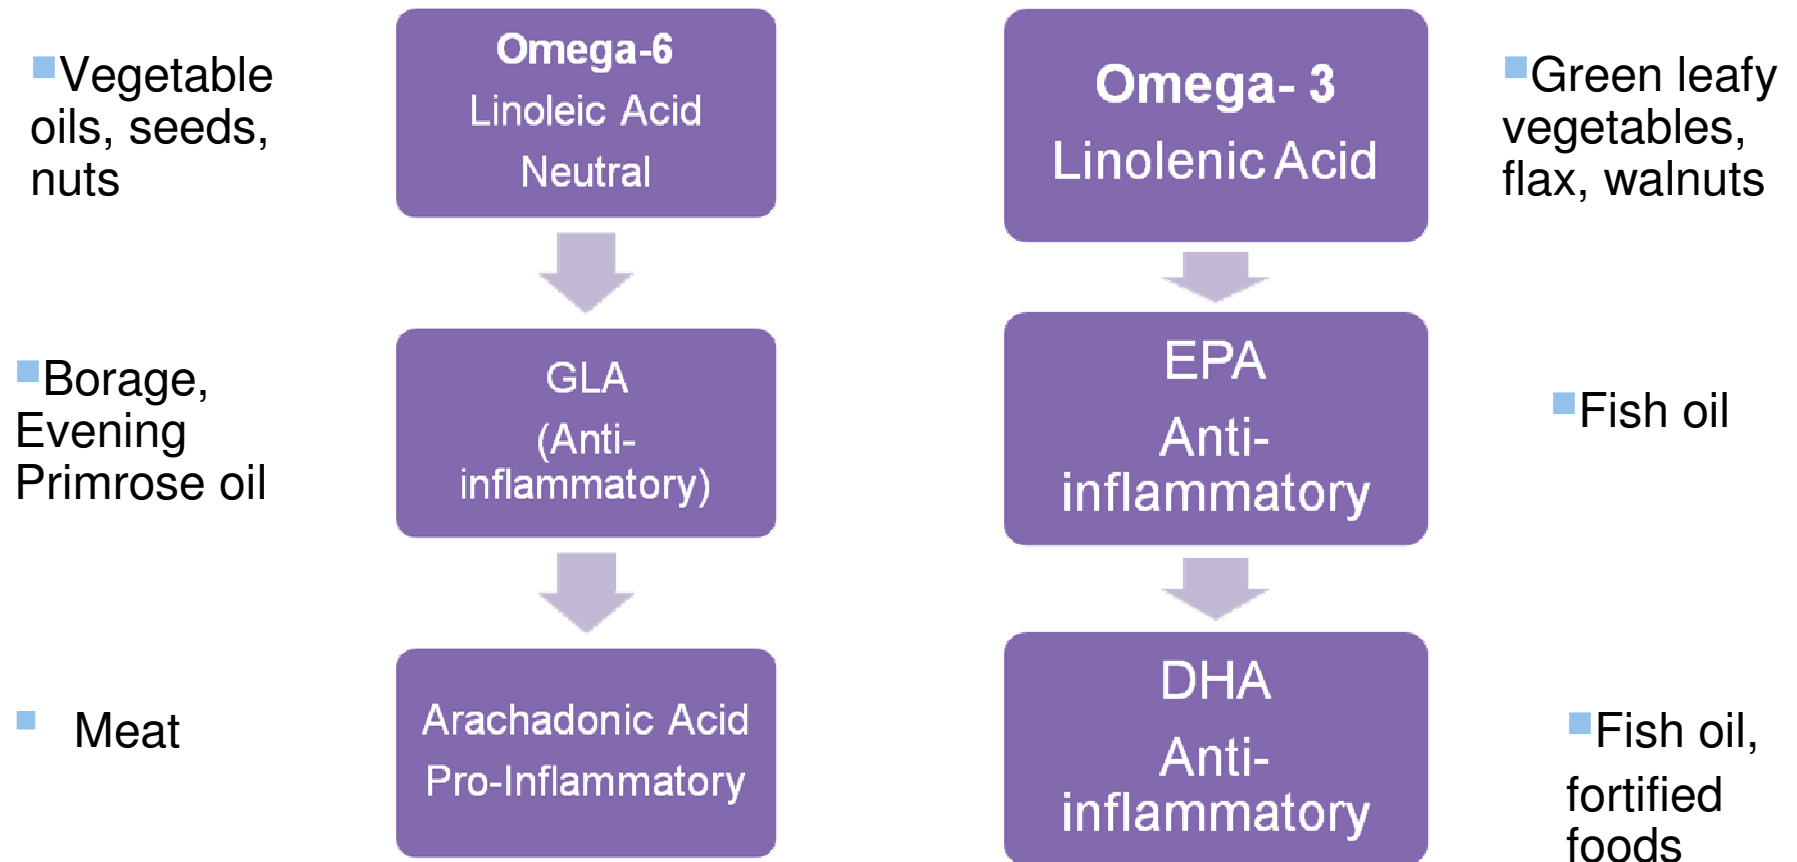 Vegetable
oils, seeds,
nuts
Omega-6
Linoleic Acid
Neutral
Omega- 3
Linolenic Acid
Green leafy
vegetables,
flax, walnuts
Borage,
Evening
Primrose oil
GLA
(Anti-
inflammatory)
EPA
Anti-
inflammatory
Fish oil
Meat
Arachadonic Acid
Pro-Inflammatory
DHA
Anti-
inflammatory
Fish oil,
fortified
foods